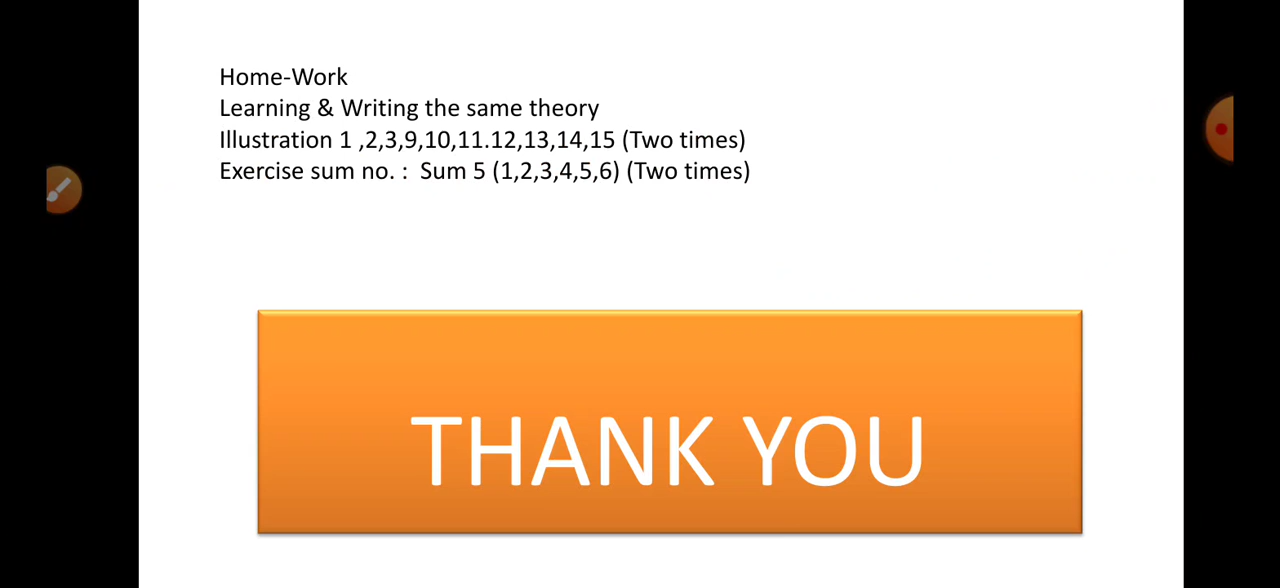 Home-Work
Learning & Writing the same theory
Illustration 1 ,2,3,9,10,11.12,13,14,15 (Two times)
Exercise sum no. :  Sum 5 (1,2,3,4,5,6) (Two times)
THANK YOU